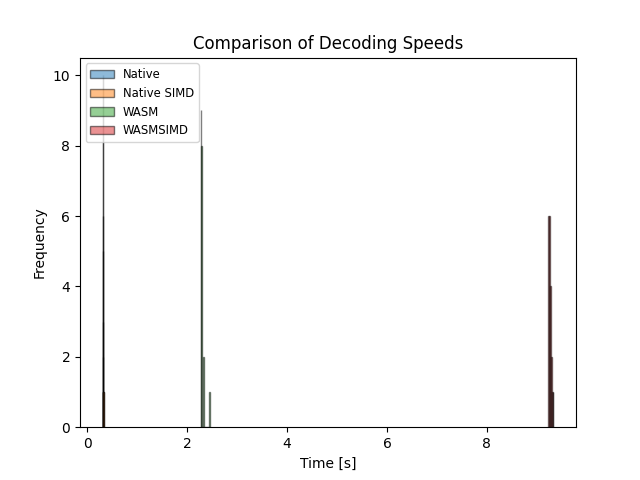 Comparison of Decoding Speeds
Native
Native SIMD
WASM
WASMSIMD
10
8
6
4
2
0
Frequency
0 2 4 6 8
Time [s]